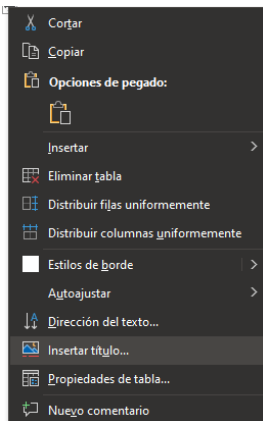 Cortar
Copiar
Opciones de pegado:
Insertar
Eliminar tabla
Distribuir filas uniformemente
Distribuir columnas uniformemente
Estilos de borde
Autoajustar
Dirección del texto...
Insertar título...
Propiedades de tabla...
Nuevo comentario